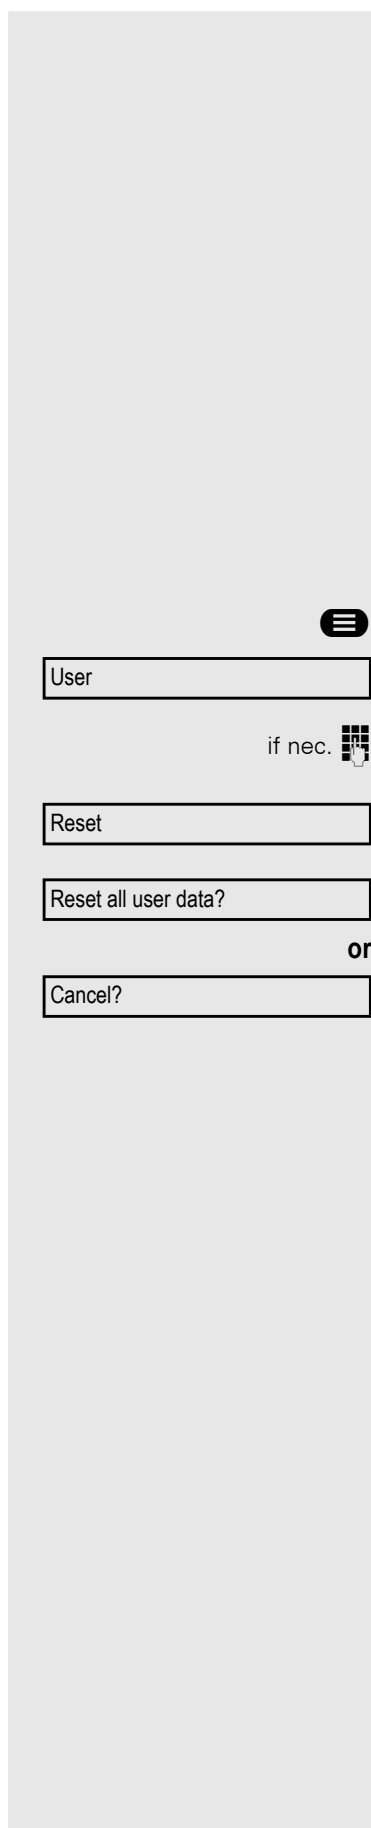 User
if nec.
Reset
Reset all user data?
or
Cancel?